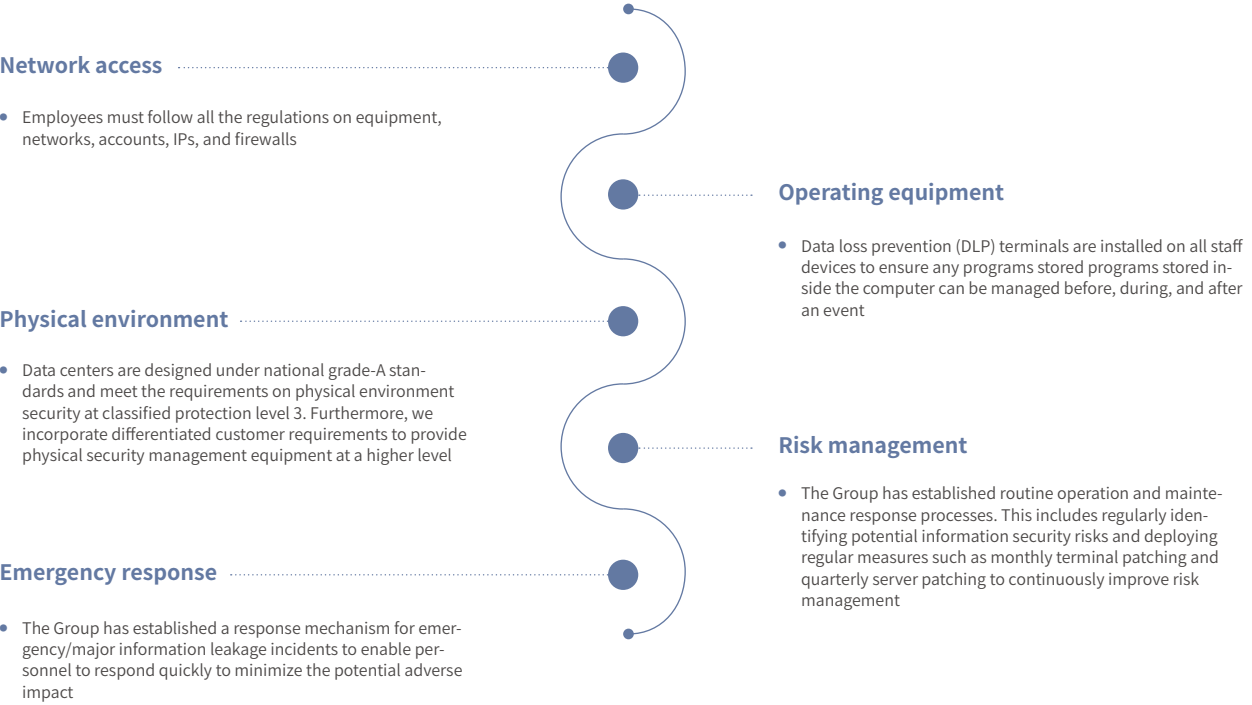 Network access
Employees must follow all the regulations on equipment,
networks, accounts, IPs, and firewalls
Operating equipment
Data loss prevention (DLP) terminals are installed on all staff
devices to ensure any programs stored programs stored in-
side the computer can be managed before, during, and after
an event
Physical environment
Data centers are designed under national grade-A stan-
dards and meet the requirements on physical environment
security at classified protection level 3. Furthermore, we
incorporate differentiated customer requirements to provide
physical security management equipment at a higher level
Risk management
The Group has established routine operation and mainte-
nance response processes. This includes regularly iden-
tifying potential information security risks and deploying
regular measures such as monthly terminal patching and
quarterly server patching to continuously improve risk
management
Emergency response
The Group has established a response mechanism for emer-
gency/major information leakage incidents to enable per-
sonnel to respond quickly to minimize the potential adverse
impact